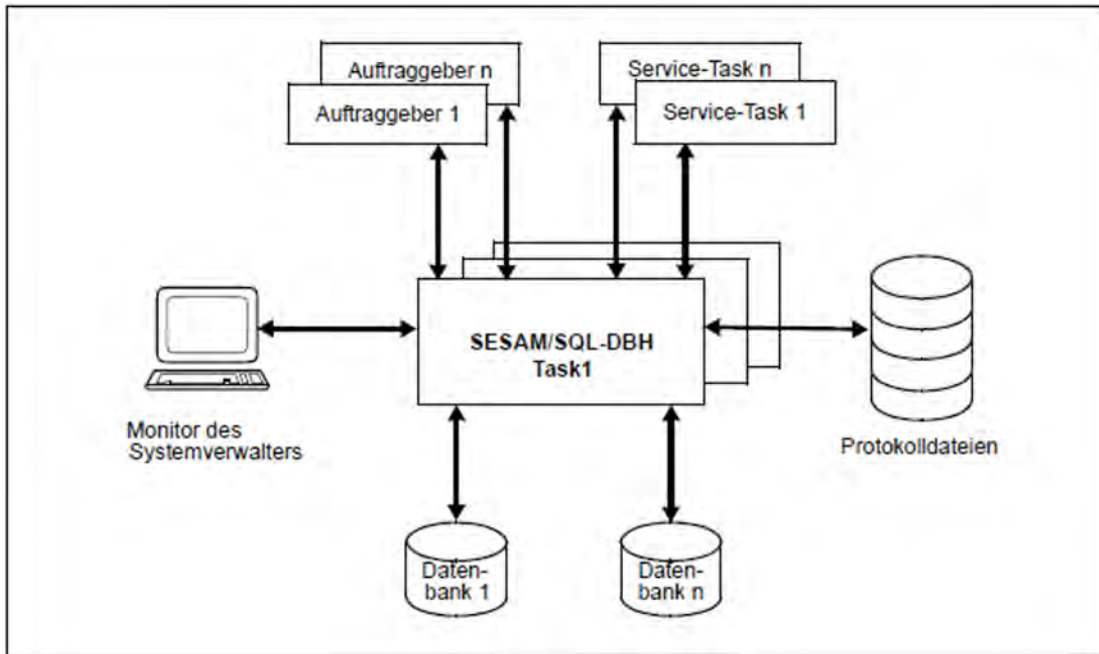 Auftraggeber n
Auftraggeber 1
Service-Task n
Service-Task 1
SESAM/SQL-DBH
Task1
Monitor des
Systemverwalters
Protokolldateien
Daten-
bank 1
Daten-
bank n